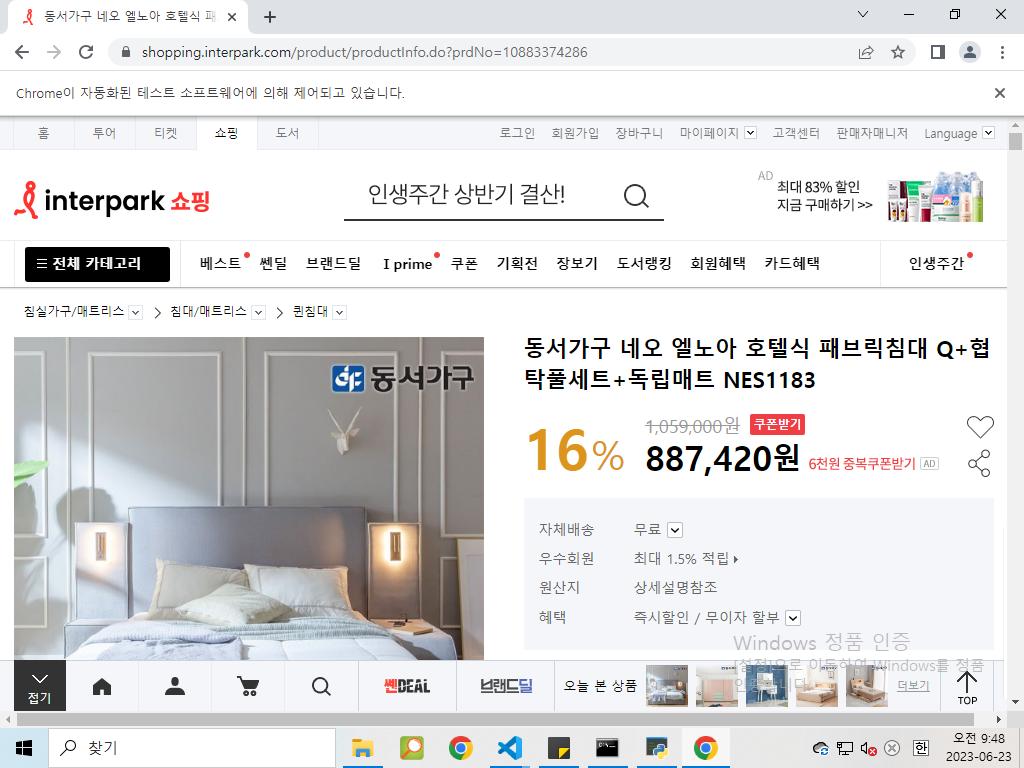 동서가구 네오 엘노아 호텔식 패
shopping.interpark.com/product/productInfo.do?prdNo=10883374286
Chrome이 자동화된 테스트 소프트웨어에 의해 제어되고 있습니다.
홈 투어 티켓 쇼핑 도서 로그인 회원가입 장바구니 마이페이지 고객센터 판매자매니저 Language
interpark 쇼핑
인생주간 상반기 결산!
AD 최대 83% 할인
지금 구매하기 >>
전체 카테고리 베스트 쎈딜 브랜드딜 I prime 쿠폰 기획전 장보기 도서랭킹 회원혜택 카드혜택 인생주간
침실가구/매트리스 침대/매트리스 퀸침대
동서가구
동서가구 네오 엘노아 호텔식 패브릭침대 Q+협
탁풀세트+독립매트 NES1183
16% 1,059,000원 쿠폰받기
887,420원 6천원 중복쿠폰받기 AD
자체배송 무료
우수회원 최대 1.5% 적립
원산지 상세설명참조
혜택 즉시할인 / 무이자 할부
Windows 정품 인증
[설정]으로 이동하여 Windows를 정품
접기 쎈DEAL 브랜드딜 오늘 본 상품 더보기 TOP
찾기 한 오전 9:48
2023-06-23